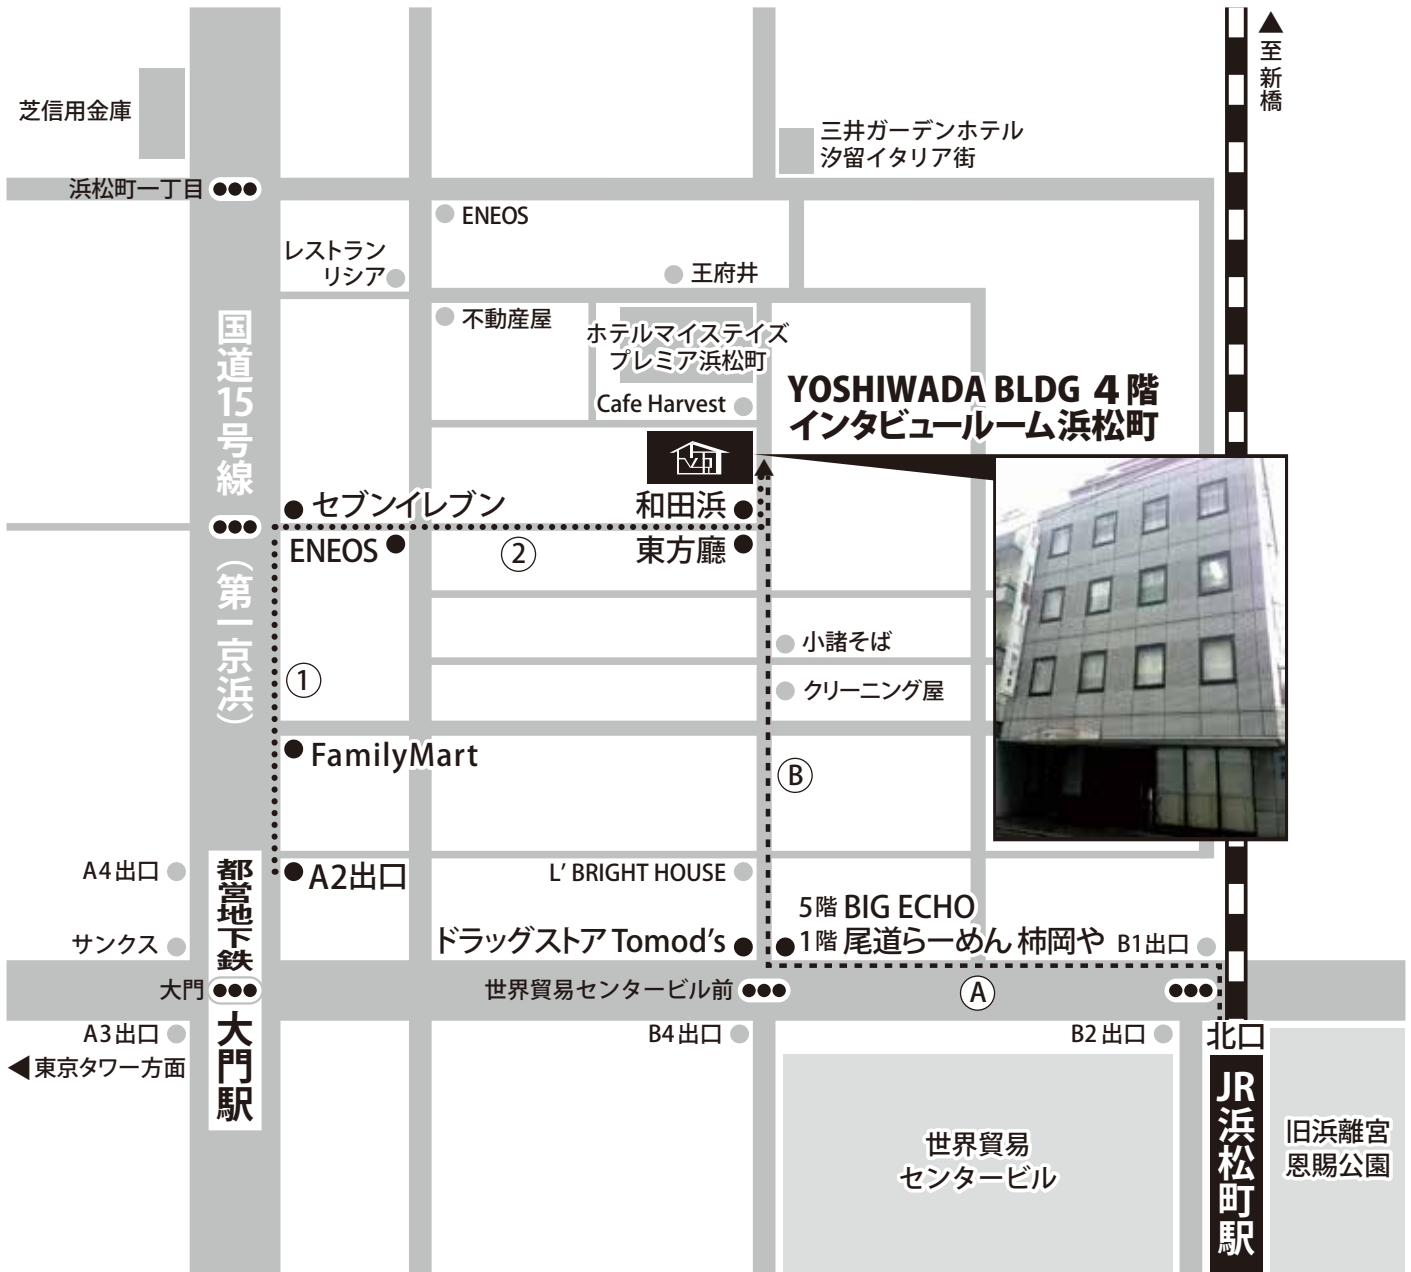 ▲至新橋
芝信用金庫
三井ガーデンホテル
汐留イタリア街
浜松町一丁目
ENEOS
レストラン
リシア
王府井
不動産屋
ホテルマイステイズ
プレミア浜松町
Cafe Harvest
YOSHIWADA BLDG 4階
インタビュールーム浜松町
国道15号線(第一京浜)
セブンイレブン
和田浜
ENEOS
②
東方廳
小諸そば
①
クリーニング屋
FamilyMart
Ⓑ
A4出口
A2出口
L' BRIGHT HOUSE
5階 BIG ECHO
サンクス
ドラッグストア Tomod's
1階 尾道らーめん 柿岡や
B1出口
大門
世界貿易センタービル前
Ⓐ
都営地下鉄
大門駅
A3出口
B4出口
B2出口
北口
◀東京タワー方面
JR浜松町駅
世界貿易
センタービル
旧浜離宮
恩賜公園